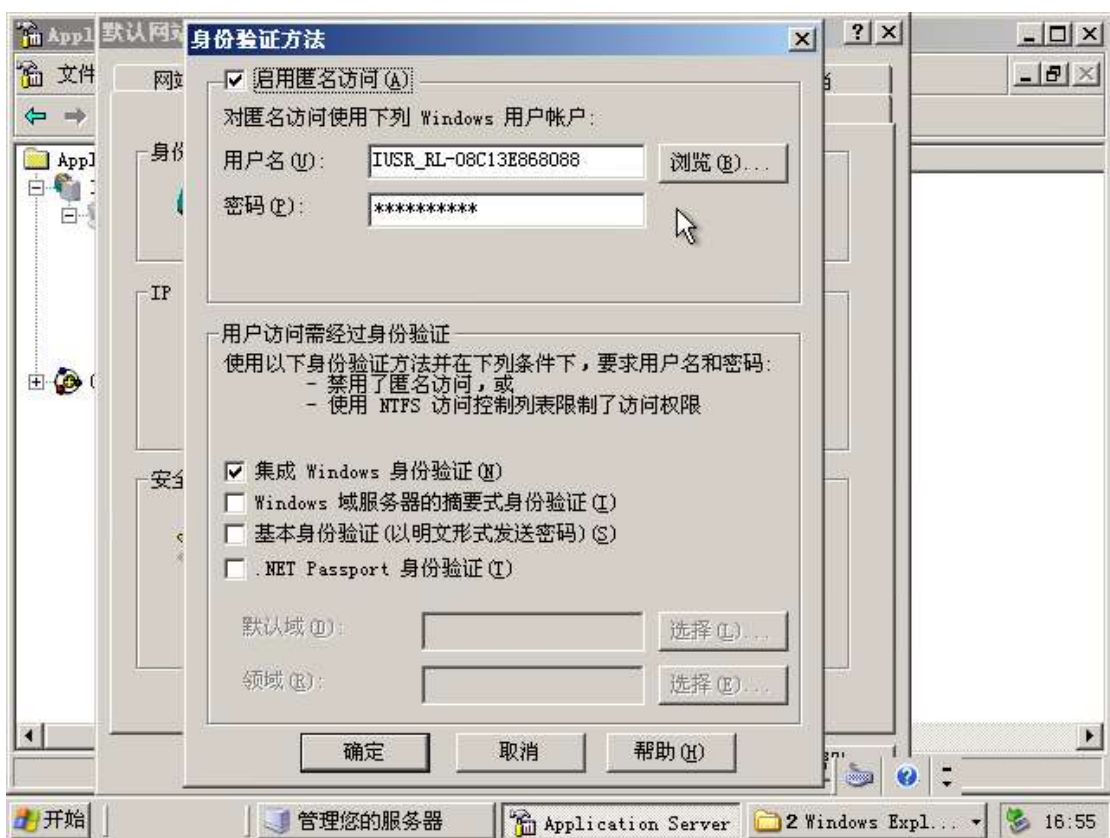 Appl
默认网站
身份验证方法
文件
网站
启用匿名访问(A)
对匿名访问使用下列 Windows 用户帐户:
Appl
身份
用户名(U):
IUSR_RL-08C13E868088
浏览(B)...
密码(P):
**********
IP
用户访问需经过身份验证
使用以下身份验证方法并在下列条件下，要求用户名和密码:
- 禁用了匿名访问，或
- 使用 NTFS 访问控制列表限制了访问权限
安全
集成 Windows 身份验证(N)
Windows 域服务器的摘要式身份验证(I)
基本身份验证(以明文形式发送密码)(S)
.NET Passport 身份验证(T)
默认域(D):
选择(L)...
领域(R):
选择(E)...
确定
取消
帮助(H)
开始
管理您的服务器
Application Server
2 Windows Expl...
16:55